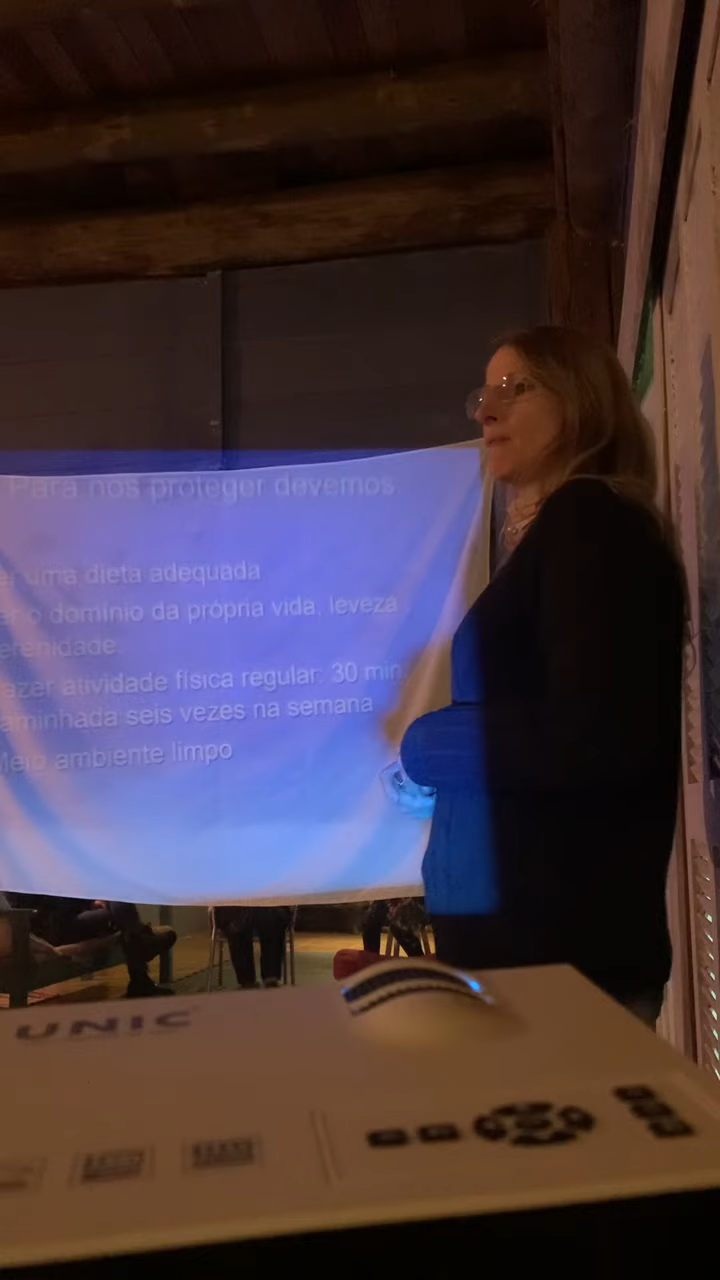 Para nos proteger devemos
uma dieta adequada
o domínio da própria vida, leveza
erenidade.
azer atividade física regular: 30 min.
aminhada seis vezes na semana
Meio ambiente limpo
UNIC